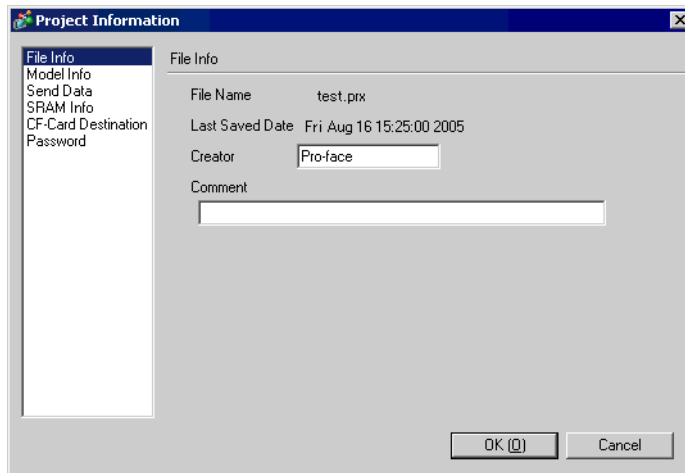 Project Information
File Info
Model Info
Send Data
SRAM Info
CF-Card Destination
Password
File Info
File Name test.prx
Last Saved Date Fri Aug 16 15:25:00 2005
Creator Pro-face
Comment
OK (O) Cancel